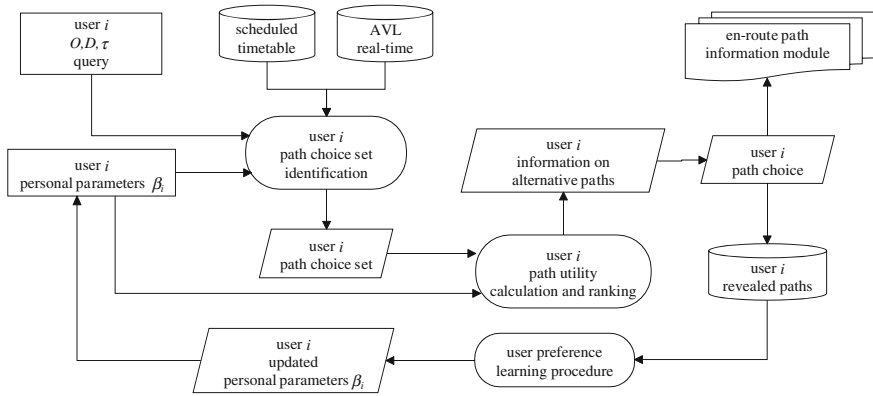 user i
O,D,τ
query
scheduled
timetable
AVL
real-time
en-route path
information module
user i
path choice set
identification
user i
personal parameters βi
user i
information on
alternative paths
user i
path choice
user i
path choice set
user i
path utility
calculation and ranking
user i
revealed paths
user i
updated
personal parameters βi
user preference
learning procedure